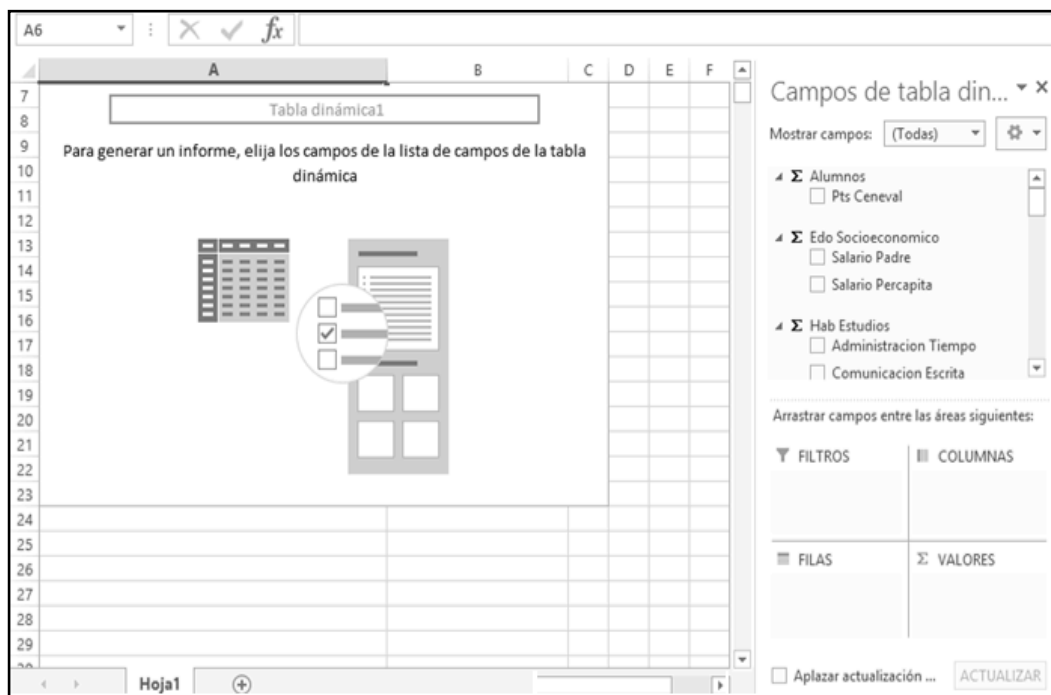 A6
fx
A B C D E F
7
8
9
10
11
12
13
14
15
16
17
18
19
20
21
22
23
24
25
26
27
28
29
Tabla dinámica1
Para generar un informe, elija los campos de la lista de campos de la tabla
dinámica
Hoja1
Campos de tabla din...
Mostrar campos: (Todas)
Σ Alumnos
Pts Ceneval
Σ Edo Socioeconomico
Salario Padre
Salario Percapita
Σ Hab Estudios
Administracion Tiempo
Comunicacion Escrita
Arrastrar campos entre las áreas siguientes:
FILTROS
COLUMNAS
FILAS
Σ VALORES
Aplazar actualización ...
ACTUALIZAR